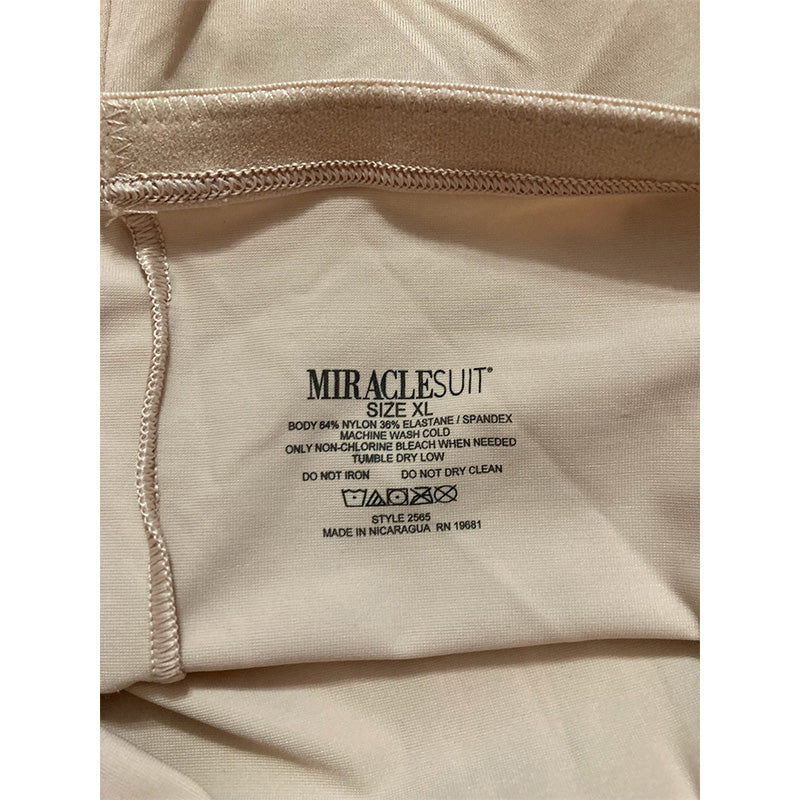 MIRACLESUIT®
SIZE XL
BODY 64% NYLON 36% ELASTANE / SPANDEX
MACHINE WASH COLD
ONLY NON-CHLORINE BLEACH WHEN NEEDED
TUMBLE DRY LOW
DO NOT IRON DO NOT DRY CLEAN
STYLE 2565
MADE IN NICARAGUA RN 19681